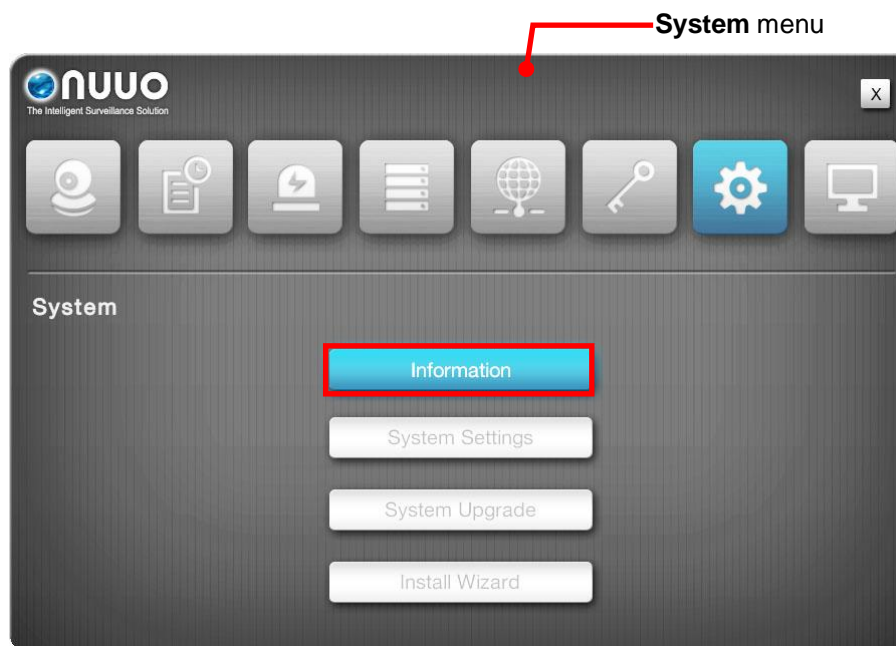 System menu
nuuo
The Intelligent Surveillance Solution
X
System
Information
System Settings
System Upgrade
Install Wizard